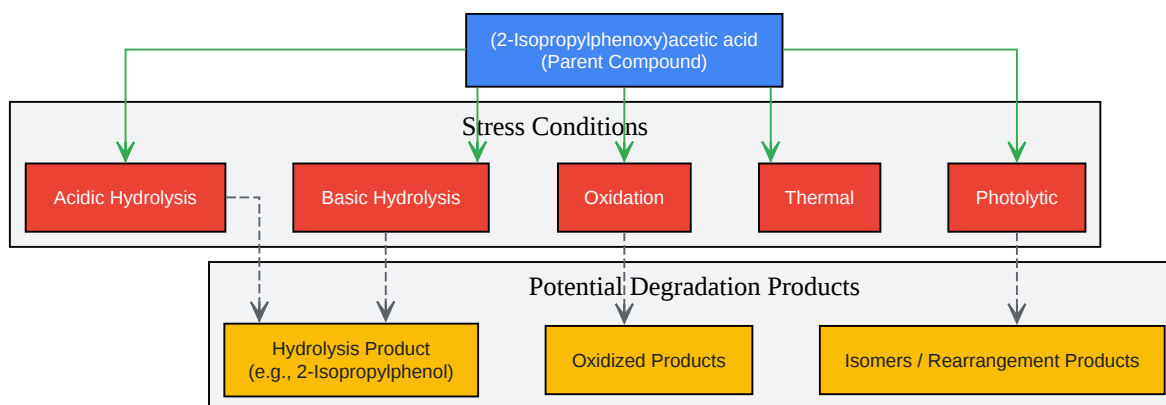 (2-Isopropylphenoxy)acetic acid
(Parent Compound)
Stress Conditions
Acidic Hydrolysis
Basic Hydrolysis
Oxidation
Thermal
Photolytic
Potential Degradation Products
Hydrolysis Product
(e.g., 2-Isopropylphenol)
Oxidized Products
Isomers / Rearrangement Products